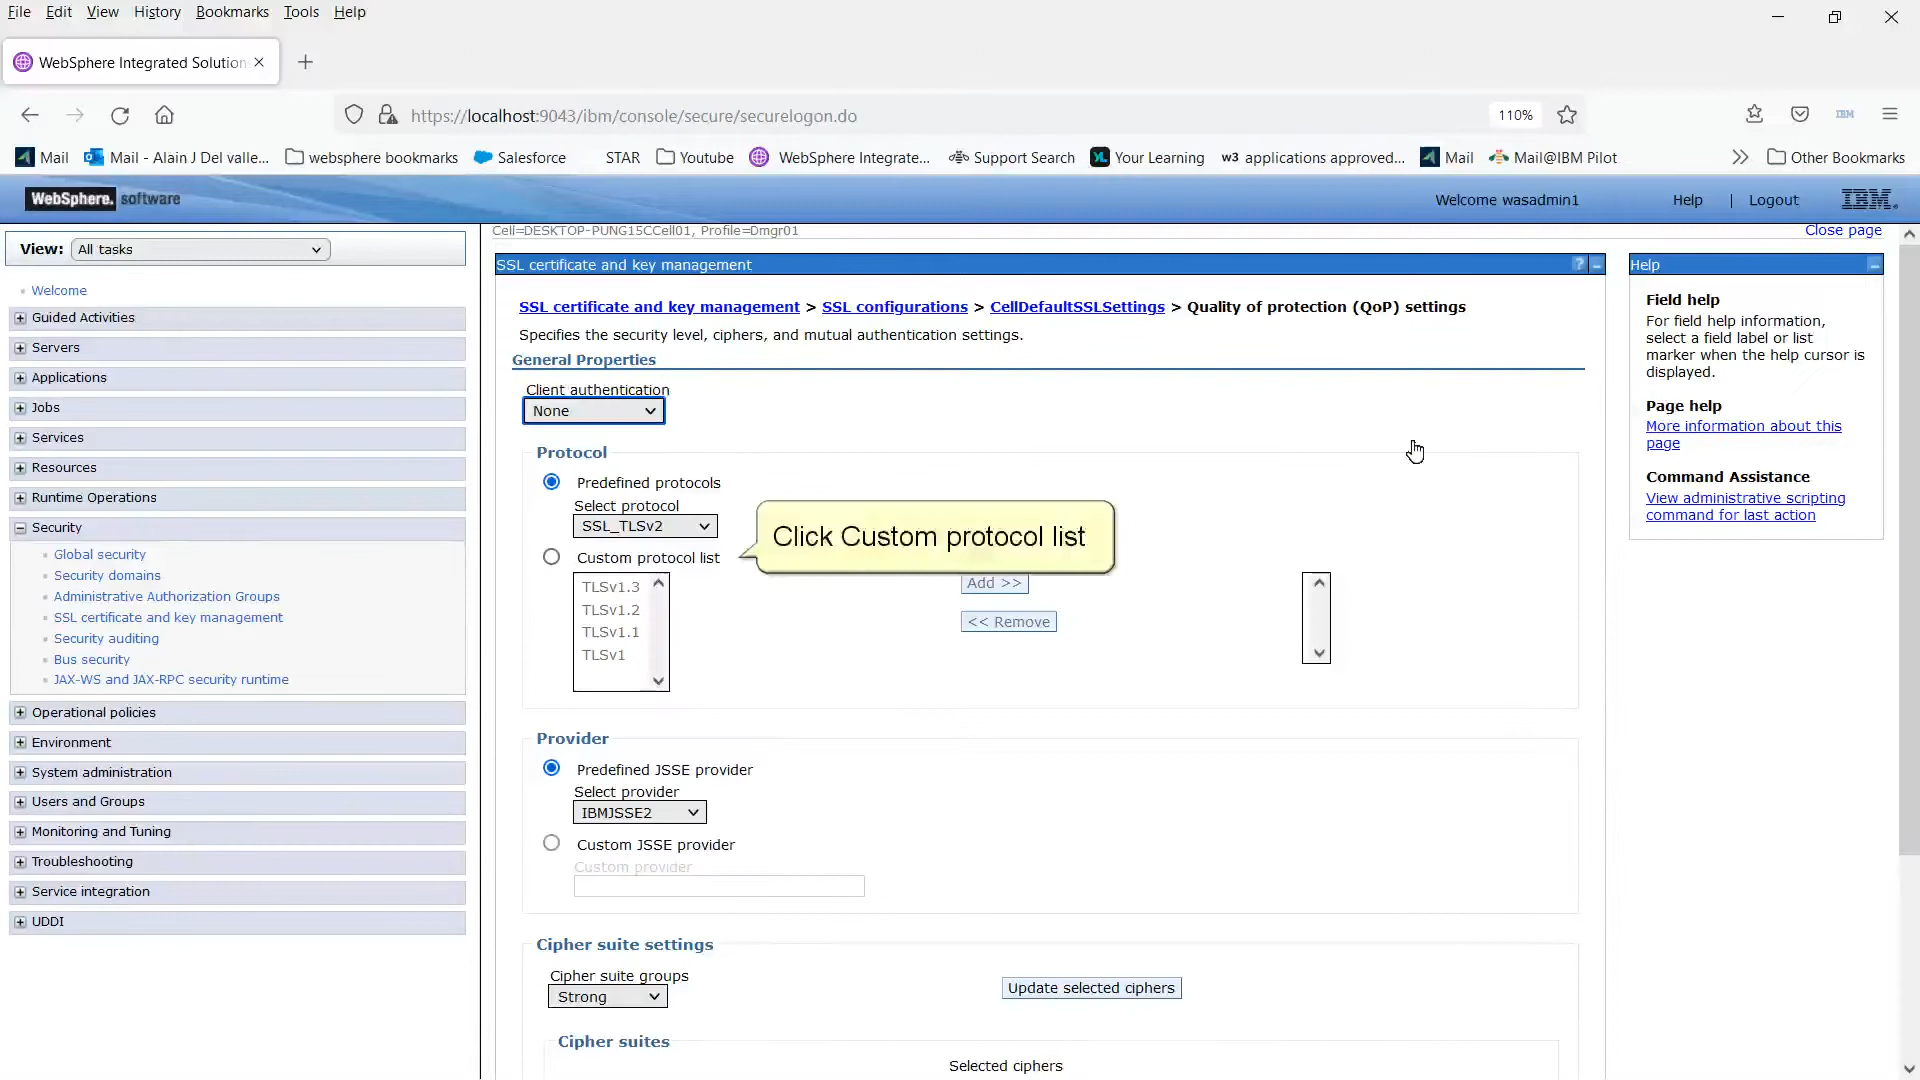 File Edit View History Bookmarks Tools Help
WebSphere Integrated Solution
https://localhost:9043/ibm/console/secure/securelogon.do
110%
IBM
Mail
Mail - Alain J Del valle...
websphere bookmarks
Salesforce
STAR
Youtube
WebSphere Integrate...
Support Search
Your Learning
w3 applications approved...
Mail
Mail@IBM Pilot
Other Bookmarks
WebSphere. software
Welcome wasadmin1
Help | Logout
IBM.
View: All tasks
Welcome
Guided Activities
Servers
Applications
Jobs
Services
Resources
Runtime Operations
Security
Global security
Security domains
Administrative Authorization Groups
SSL certificate and key management
Security auditing
Bus security
JAX-WS and JAX-RPC security runtime
Operational policies
Environment
System administration
Users and Groups
Monitoring and Tuning
Troubleshooting
Service integration
UDDI
Cell=DESKTOP-PUNG15CCell01, Profile=Dmgr01
Close page
SSL certificate and key management
?
SSL certificate and key management > SSL configurations > CellDefaultSSLSettings > Quality of protection (QoP) settings
Specifies the security level, ciphers, and mutual authentication settings.
General Properties
Client authentication
None
Protocol
Predefined protocols
Select protocol
SSL_TLSv2
Custom protocol list
Click Custom protocol list
TLSv1.3
TLSv1.2
TLSv1.1
TLSv1
Add >>
<< Remove
Provider
Predefined JSSE provider
Select provider
IBMJSSE2
Custom JSSE provider
Custom provider
Cipher suite settings
Cipher suite groups
Strong
Update selected ciphers
Cipher suites
Selected ciphers
Help
Field help
For field help information,
select a field label or list
marker when the help cursor is
displayed.
Page help
More information about this
page
Command Assistance
View administrative scripting
command for last action